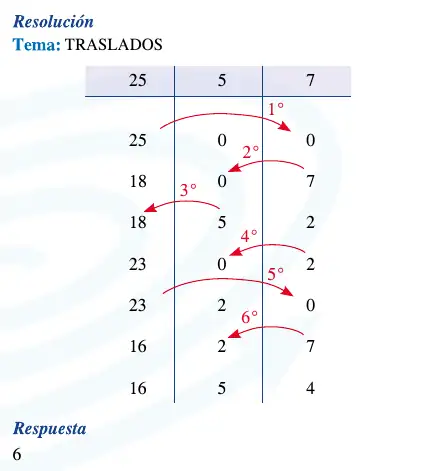 Resolución
Tema: TRASLADOS
25 5 7
1°
25 0 0
2°
18 0 7
3°
18 5 2
4°
23 0 2
5°
23 2 0
6°
16 2 7
16 5 4
Respuesta
6